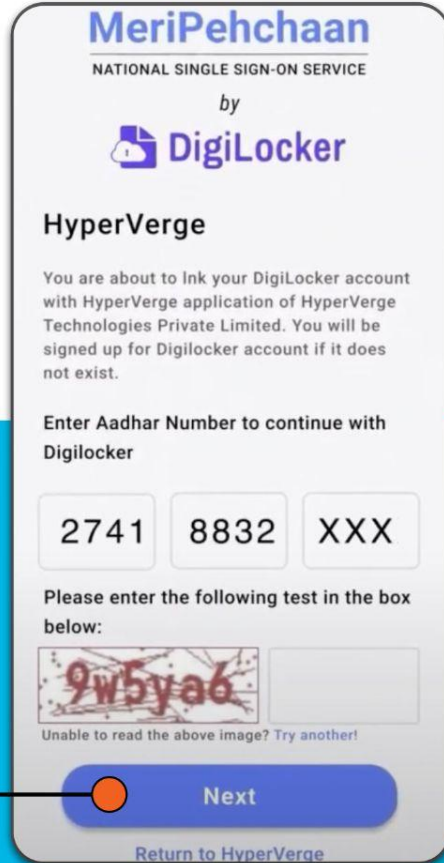 MeriPehchaan
NATIONAL SINGLE SIGN-ON SERVICE
by
DigiLocker
HyperVerge
You are about to Ink your DigiLocker account
with HyperVerge application of HyperVerge
Technologies Private Limited. You will be
signed up for Digilocker account if it does
not exist.
Enter Aadhar Number to continue with
Digilocker
2741 8832 XXX
Please enter the following test in the box
below:
9w5ya6
Unable to read the above image? Try another!
Next
Return to HyperVerge